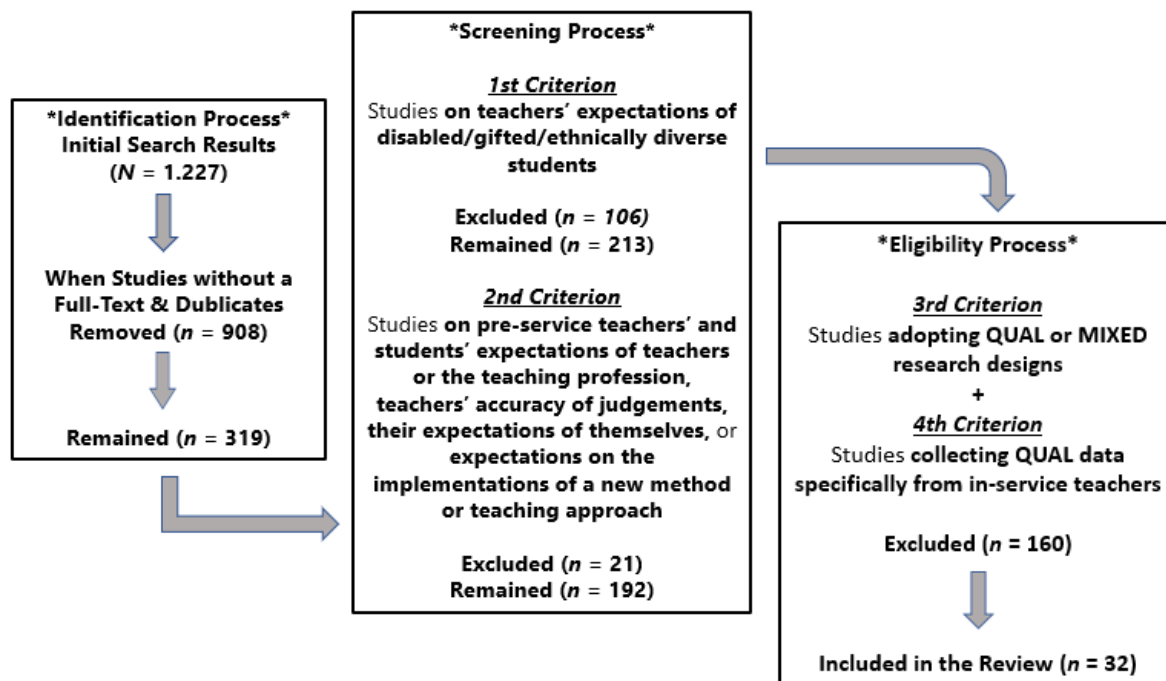 *Identification Process*
Initial Search Results
(N = 1.227)
When Studies without a
Full-Text & Dublicates
Removed (n = 908)
Remained (n = 319)
*Screening Process*
1st Criterion
Studies on teachers’ expectations of
disabled/gifted/ethnically diverse
students
Excluded (n = 106)
Remained (n = 213)
2nd Criterion
Studies on pre-service teachers’ and
students’ expectations of teachers
or the teaching profession,
teachers’ accuracy of judgements,
their expectations of themselves, or
expectations on the
implementations of a new method
or teaching approach
Excluded (n = 21)
Remained (n = 192)
*Eligibility Process*
3rd Criterion
Studies adopting QUAL or MIXED
research designs
+
4th Criterion
Studies collecting QUAL data
specifically from in-service teachers
Excluded (n = 160)
Included in the Review (n = 32)